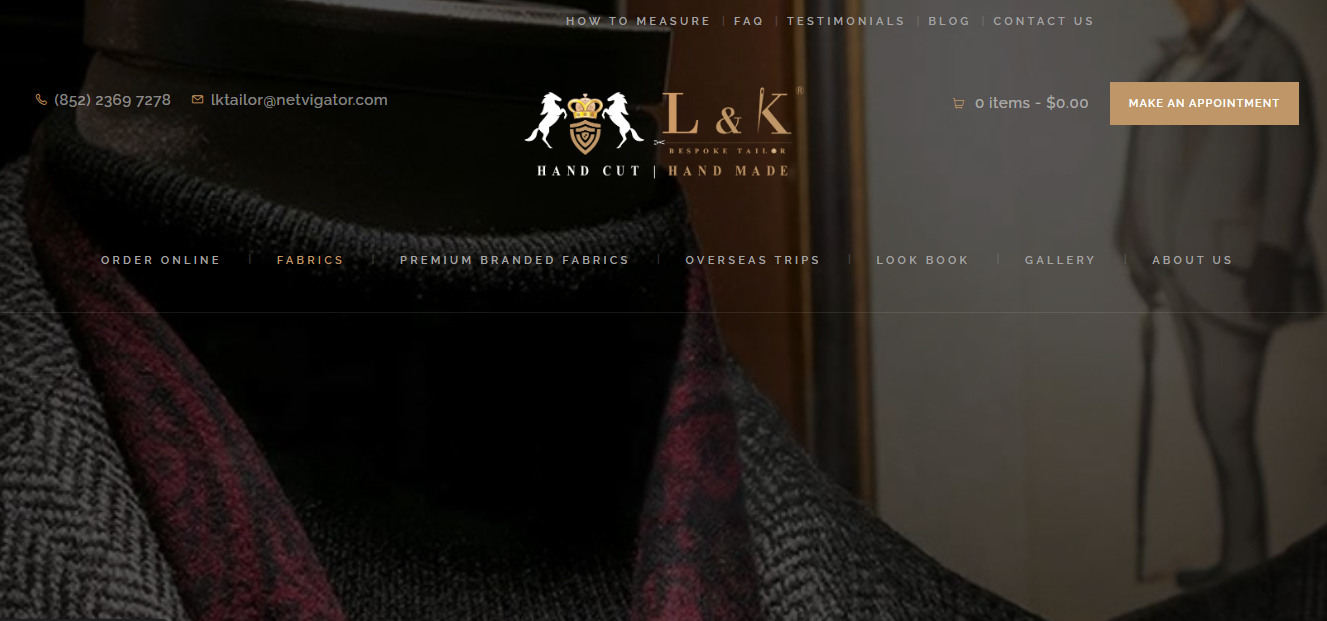 HOW TO MEASURE | FAQ | TESTIMONIALS | BLOG | CONTACT US
(852) 2369 7278 lktailor@netvigator.com
L & K ®
BESPOKE TAILOR
HAND CUT | HAND MADE
0 items - $0.00
MAKE AN APPOINTMENT
ORDER ONLINE | FABRICS | PREMIUM BRANDED FABRICS | OVERSEAS TRIPS | LOOK BOOK | GALLERY | ABOUT US